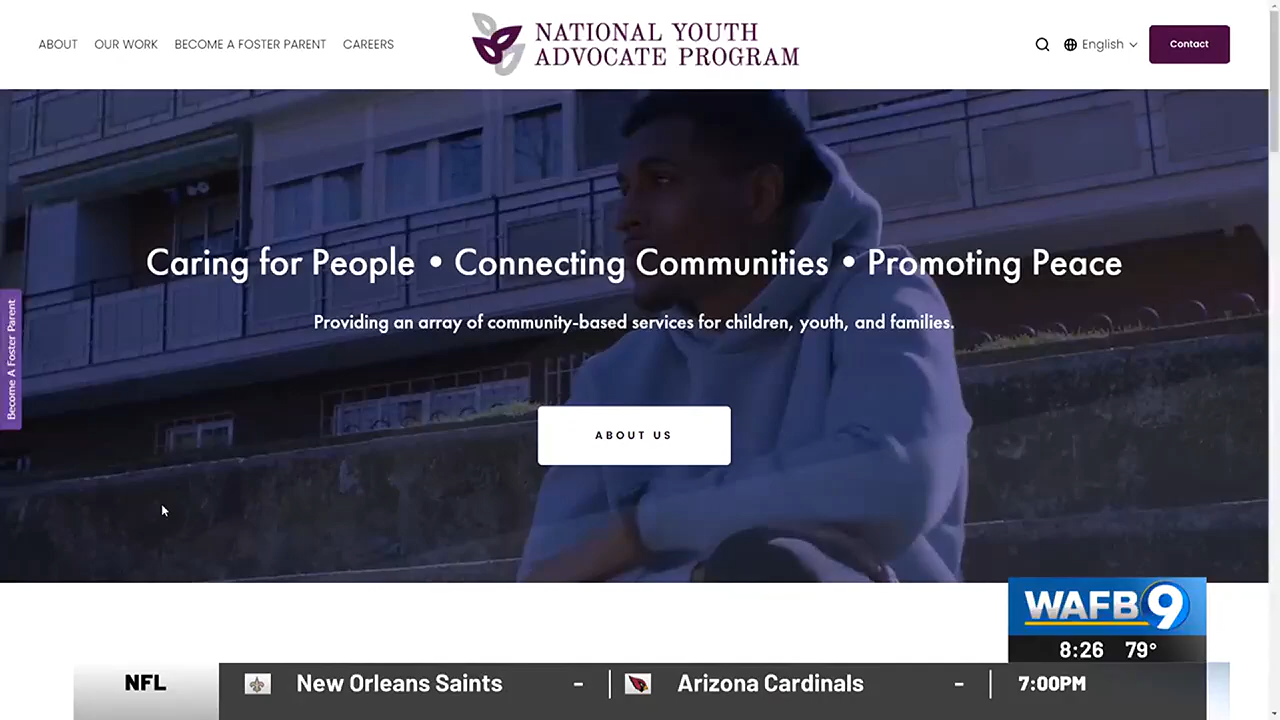 ABOUT OUR WORK BECOME A FOSTER PARENT CAREERS
NATIONAL YOUTH
ADVOCATE PROGRAM
English
Contact
Caring for People • Connecting Communities • Promoting Peace
Providing an array of community-based services for children, youth, and families.
Become A Foster Parent
ABOUT US
WAFB 9
8:26 79°
NFL New Orleans Saints - Arizona Cardinals - 7:00PM